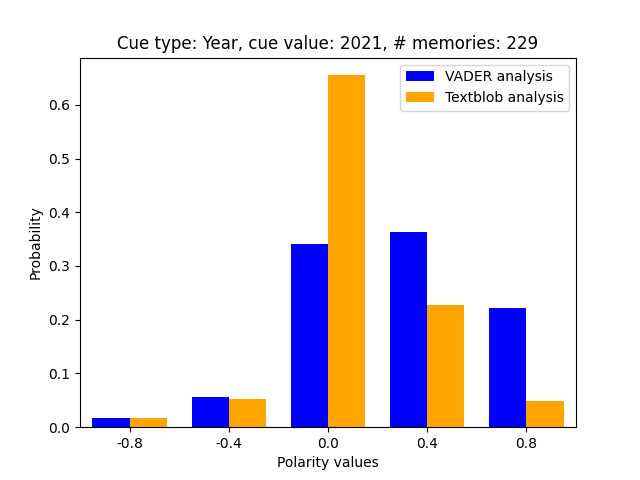 Cue type: Year, cue value: 2021, # memories: 229
VADER analysis
Textblob analysis
0.6
0.5
0.4
0.3
0.2
0.1
0.0
Probability
-0.8
-0.4
0.0
0.4
0.8
Polarity values